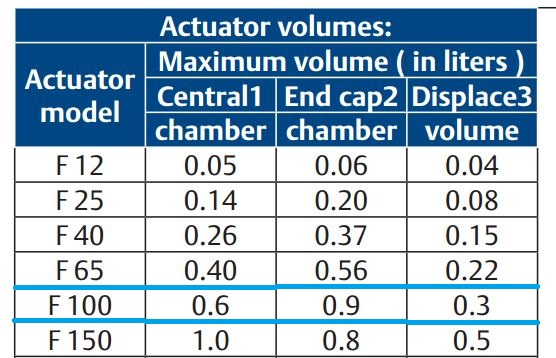 Actuator volumes:
Actuator model Maximum volume ( in liters )
Central1 chamber End cap2 chamber Displace3 volume
F 12 0.05 0.06 0.04
F 25 0.14 0.20 0.08
F 40 0.26 0.37 0.15
F 65 0.40 0.56 0.22
F 100 0.6 0.9 0.3
F 150 1.0 0.8 0.5